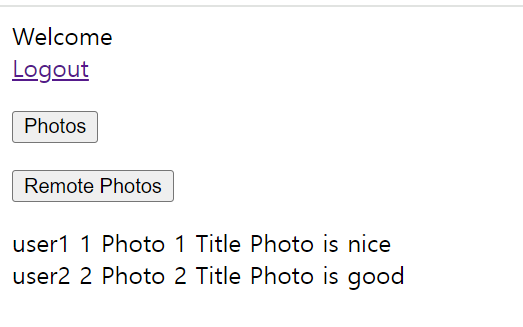 Welcome
Logout
Photos
Remote Photos
user1 1 Photo 1 Title Photo is nice
user2 2 Photo 2 Title Photo is good